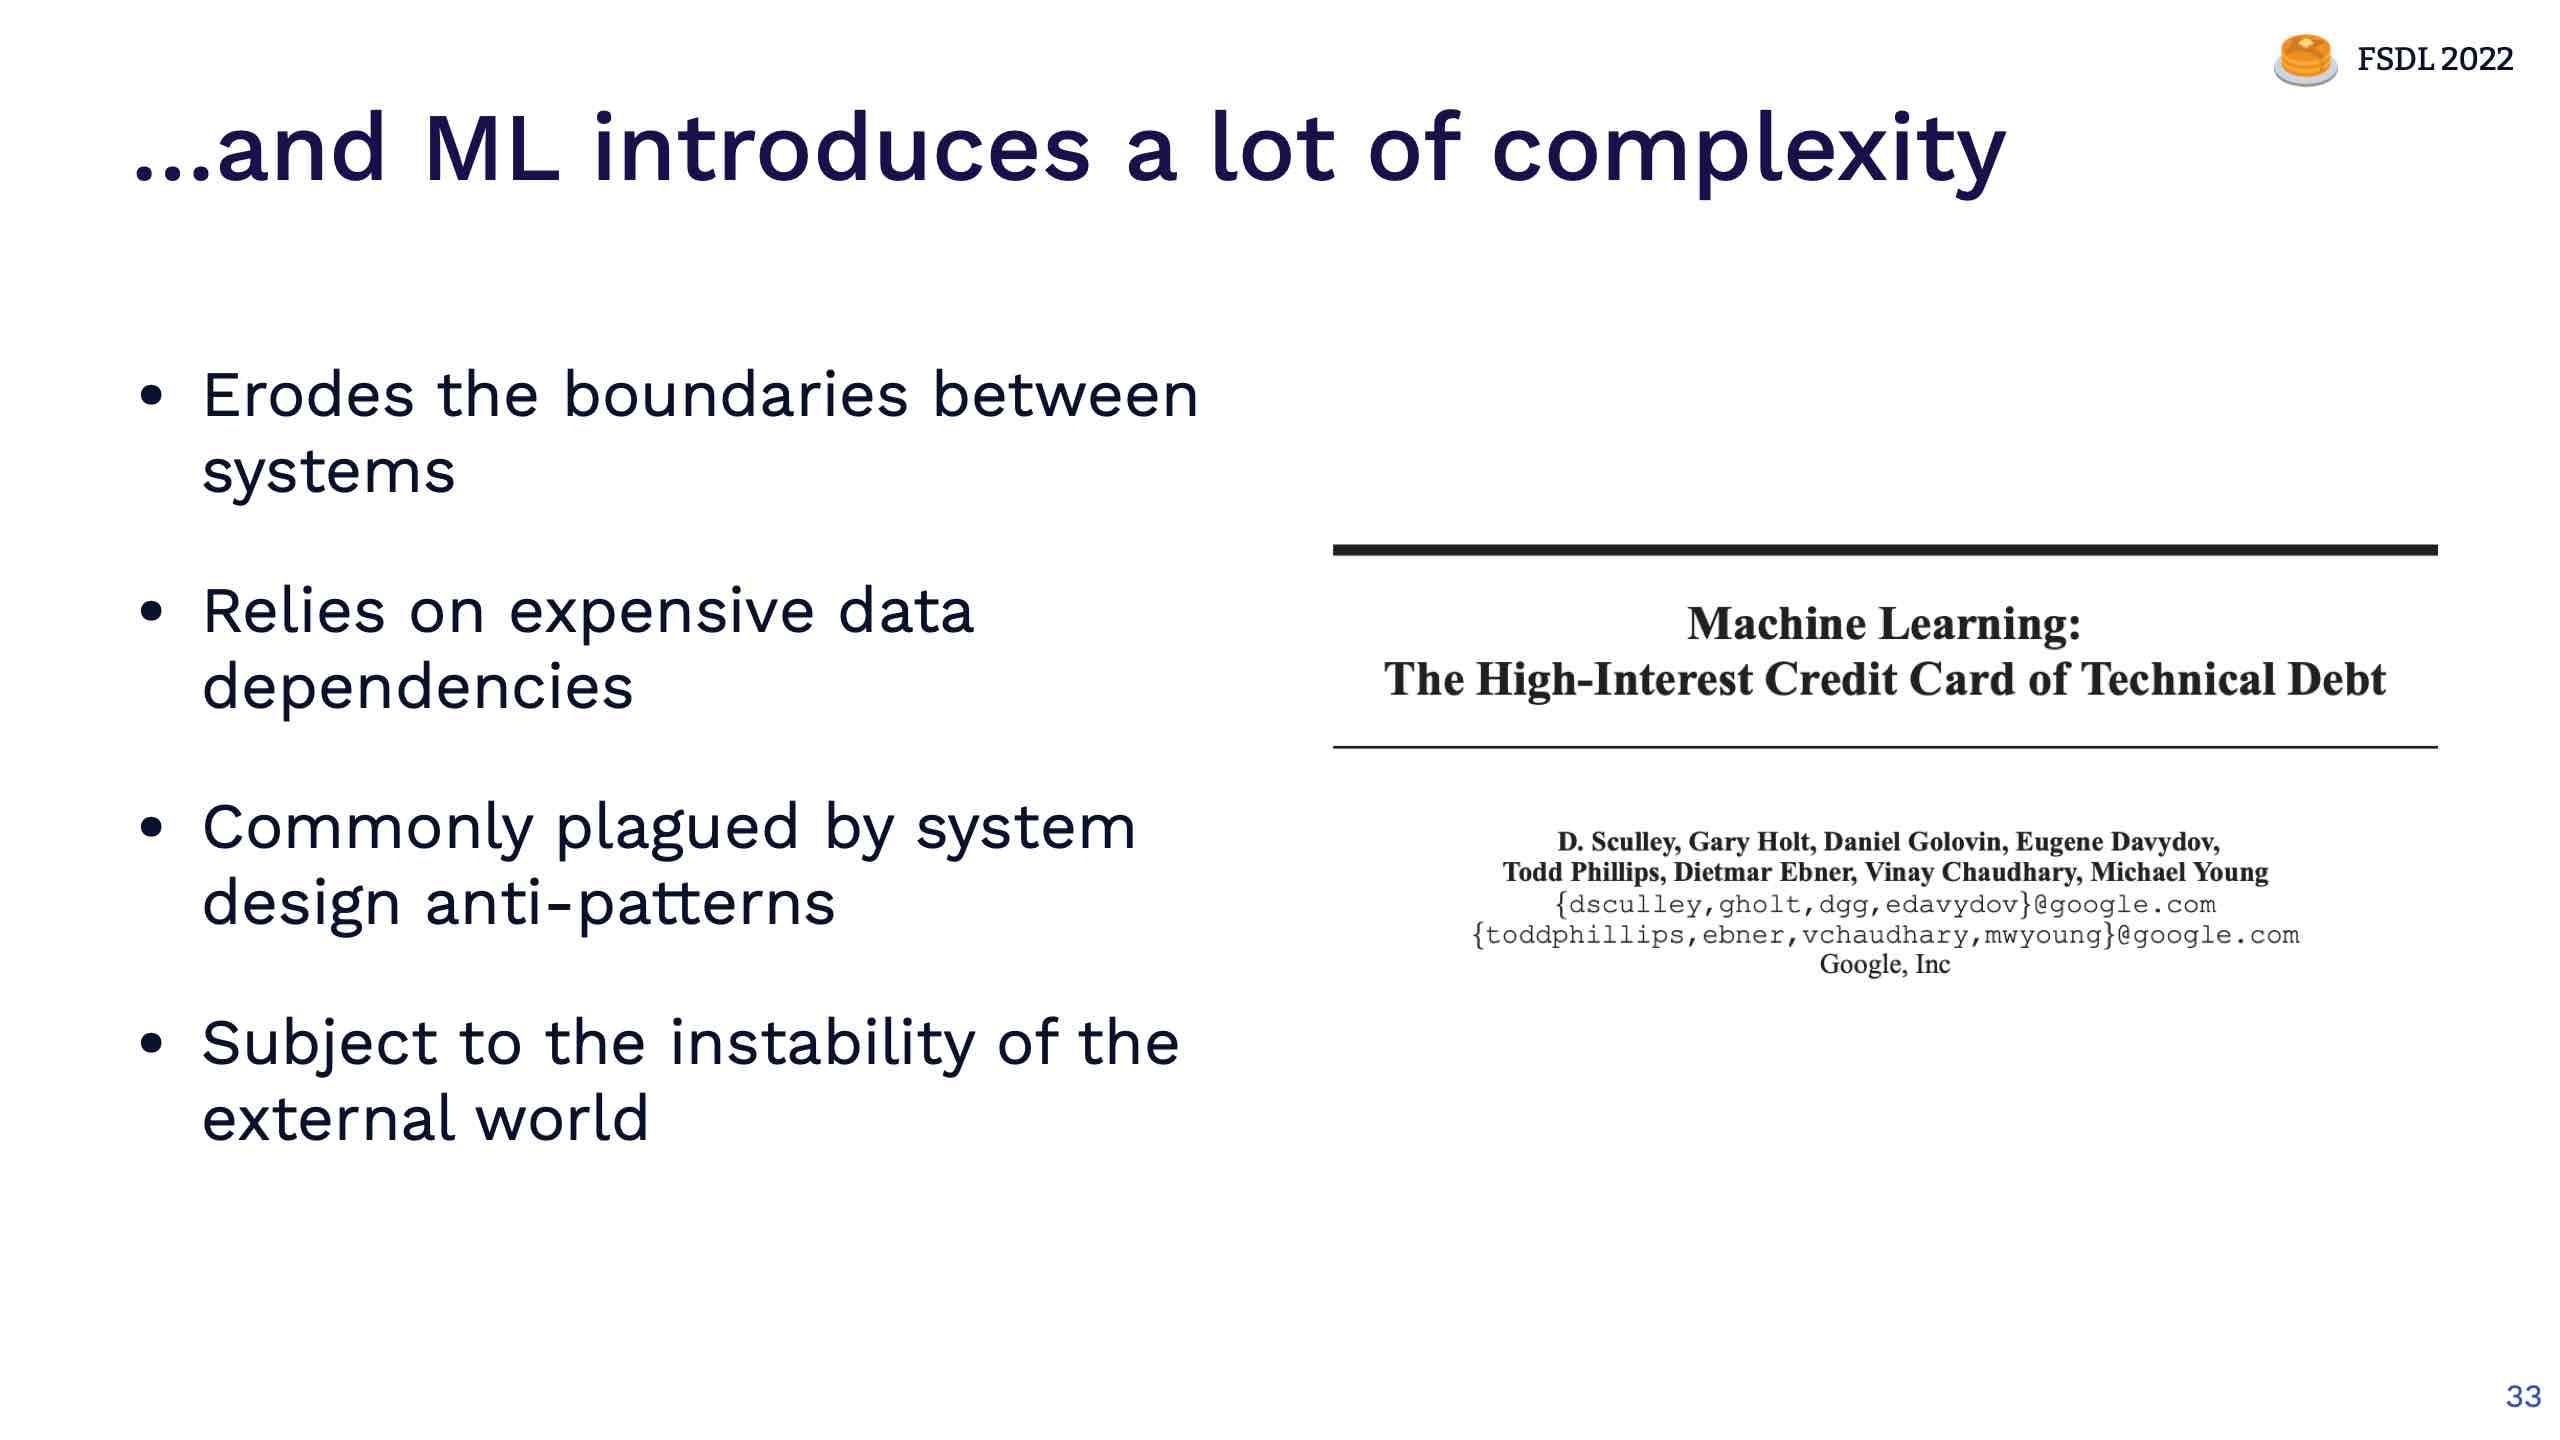 FSDL 2022
...and ML introduces a lot of complexity
• Erodes the boundaries between
systems
• Relies on expensive data
dependencies
• Commonly plagued by system
design anti-patterns
• Subject to the instability of the
external world
Machine Learning:
The High-Interest Credit Card of Technical Debt
D. Sculley, Gary Holt, Daniel Golovin, Eugene Davydov,
Todd Phillips, Dietmar Ebner, Vinay Chaudhary, Michael Young
{dsculley,gholt,dgg,edavydov}@google.com
{toddphillips,ebner,vchaudhary,mwyoung}@google.com
Google, Inc
33